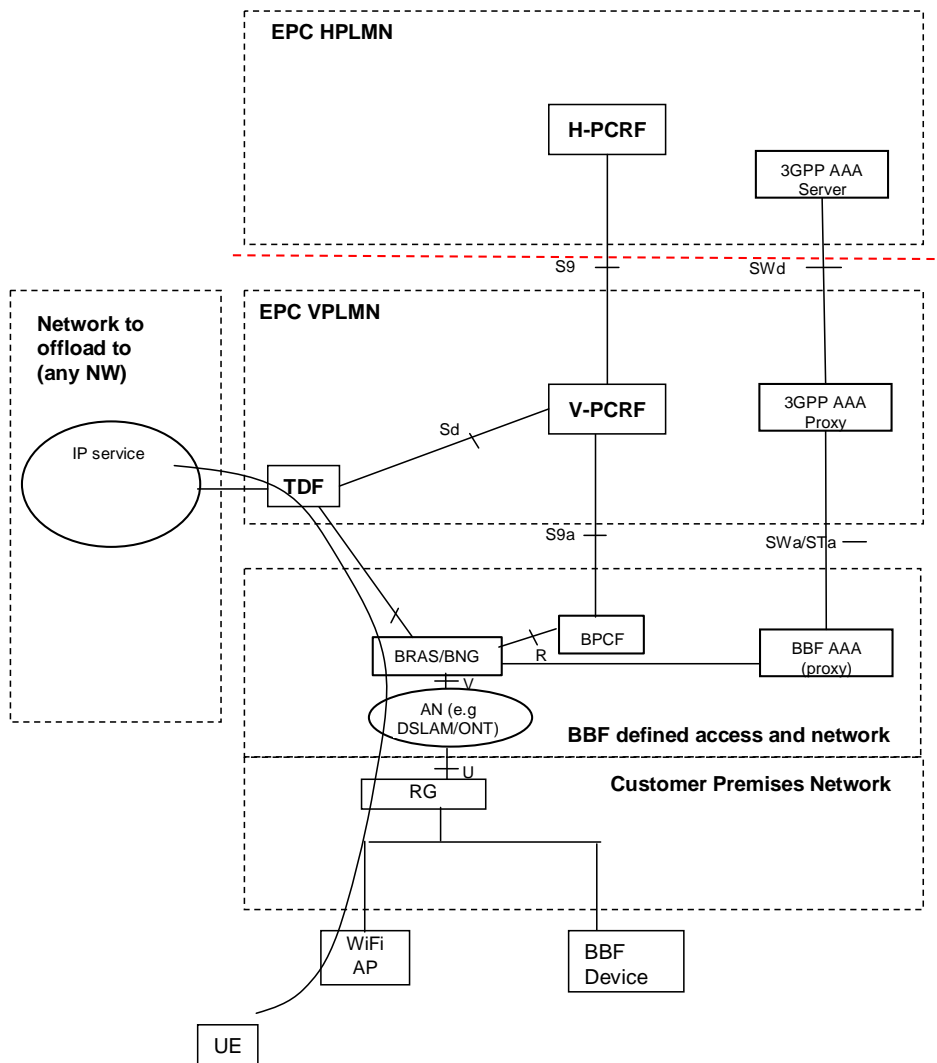 EPC HPLMN
H-PCRF
3GPP AAA
Server
S9
SWd
Network to
offload to
(any NW)
EPC VPLMN
V-PCRF
3GPP AAA
Proxy
Sd
IP service
TDF
S9a
SWa/STa
BPCF
BRAS/BNG
R
BBF AAA
(proxy)
V
AN (e.g
DSLAM/ONT)
BBF defined access and network
U
RG
Customer Premises Network
WiFi
AP
BBF
Device
UE